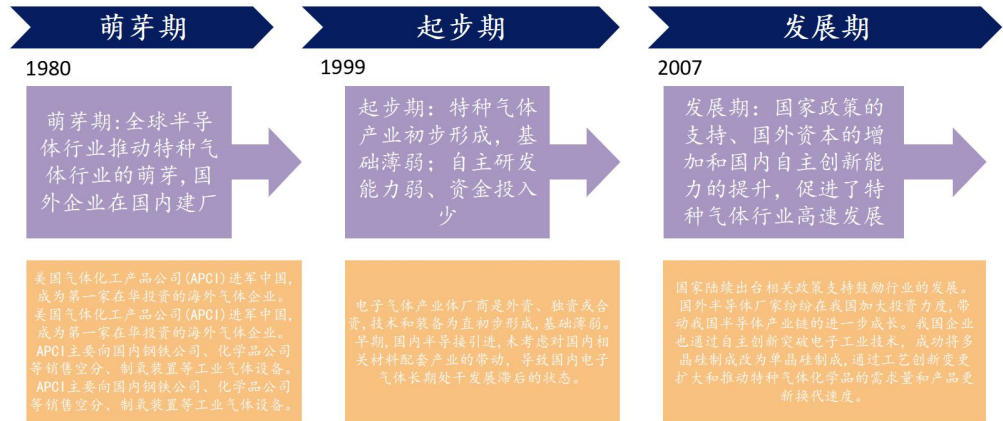 萌芽期
起步期
发展期
1980
1999
2007
萌芽期:全球半导
体行业推动特种气
体行业的萌芽,国
外企业在国内建厂
起步期：特种气体
产业初步形成，基
础薄弱；自主研发
能力弱、资金投入
少
发展期：国家政策的
支持、国外资本的增
加和国内自主创新能
力的提升，促进了特
种气体行业高速发展
美国气体化工产品公司(APCI)进军中国,
成为第一家在华投资的海外气体企业。
美国气体化工产品公司(APCI)进军中国,
成为第一家在华投资的海外气体企业。
APCI主要向国内钢铁公司、化学品公司
等销售空分、制氧装置等工业气体设备。
APCI主要向国内钢铁公司、化学品公司
等销售空分、制氧装置等工业气体设备。
电子气体产业体厂商是外资、独资或合
资,技术和装备为直初步形成,基础薄弱。
早期,国内半导接引进,未考虑对国内相
关材料配套产业的带动，导致国内电子
气体长期处于发展滞后的状态。
国家陆续出台相关政策支持鼓励行业的发展。
国外半导体厂家纷纷在我国加大投资力度,带
动我国半导体产业链的进一步成长。我国企业
也通过自主创新突破电子工业技术，成功将多
晶硅制成改为单晶硅制成,通过工艺创新变更
扩大和推动特种气体化学品的需求量和产品更
新换代速度。